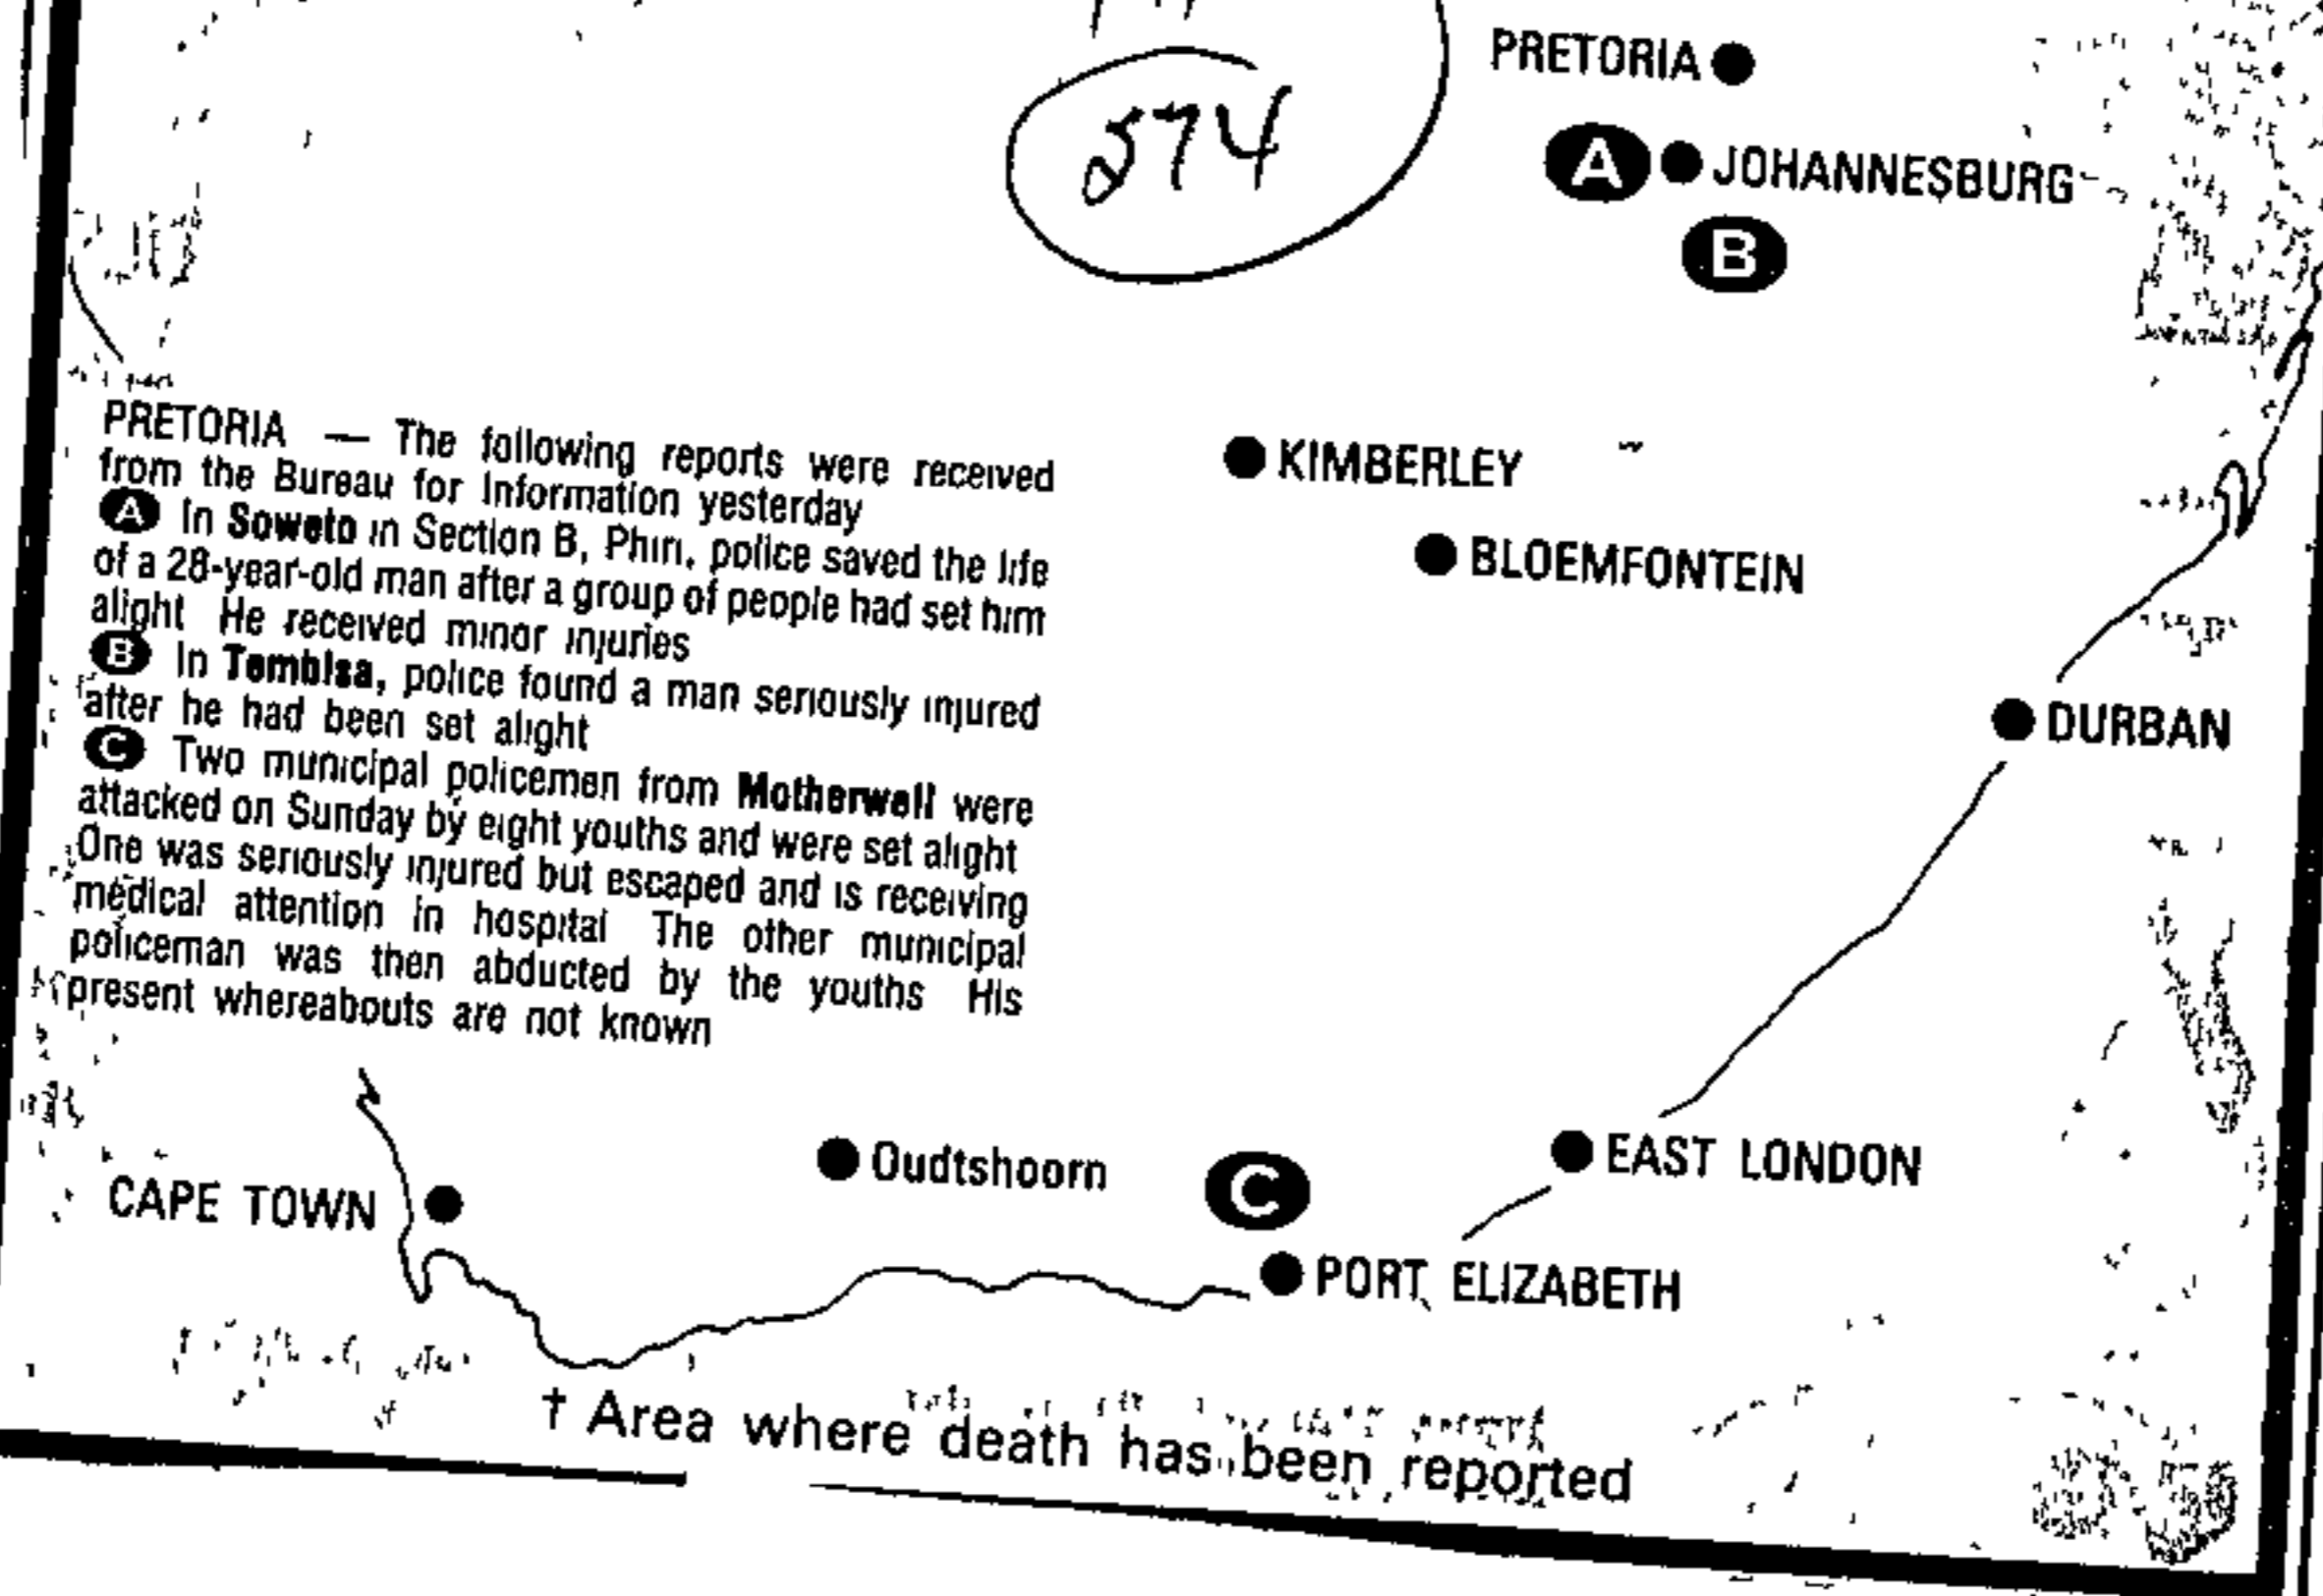 374
PRETORIA
A JOHANNESBURG
B
PRETORIA — The following reports were received
from the Bureau for Information yesterday
A In Soweto in Section B, Phiri, police saved the life
of a 28-year-old man after a group of people had set him
alight He received minor injuries
B In Tembisa, police found a man seriously injured
after he had been set alight
C Two municipal policemen from Motherwell were
attacked on Sunday by eight youths and were set alight
One was seriously injured but escaped and is receiving
medical attention in hospital The other municipal
policeman was then abducted by the youths His
present whereabouts are not known
KIMBERLEY
BLOEMFONTEIN
DURBAN
Oudtshoorn
C
EAST LONDON
CAPE TOWN
PORT ELIZABETH
† Area where death has been reported